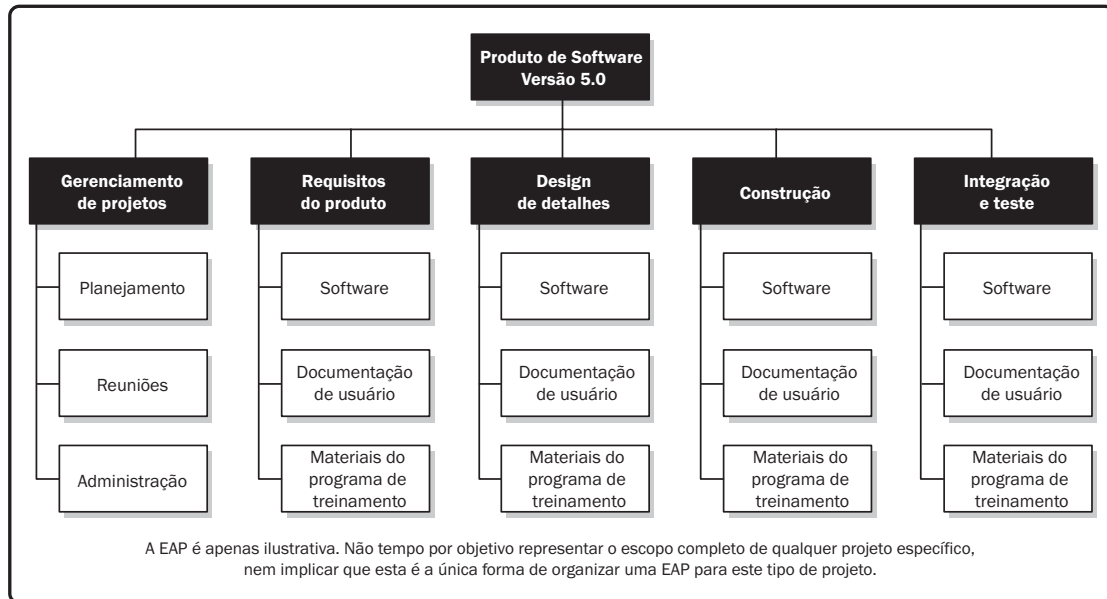 Produto de Software
Versão 5.0
Gerenciamento
de projetos
Requisitos
do produto
Design
de detalhes
Construção
Integração
e teste
Planejamento
Software
Software
Software
Software
Reuniões
Documentação
de usuário
Documentação
de usuário
Documentação
de usuário
Documentação
de usuário
Administração
Materiais do
programa de
treinamento
Materiais do
programa de
treinamento
Materiais do
programa de
treinamento
Materiais do
programa de
treinamento
A EAP é apenas ilustrativa. Não tempo por objetivo representar o escopo completo de qualquer projeto específico,
nem implicar que esta é a única forma de organizar uma EAP para este tipo de projeto.